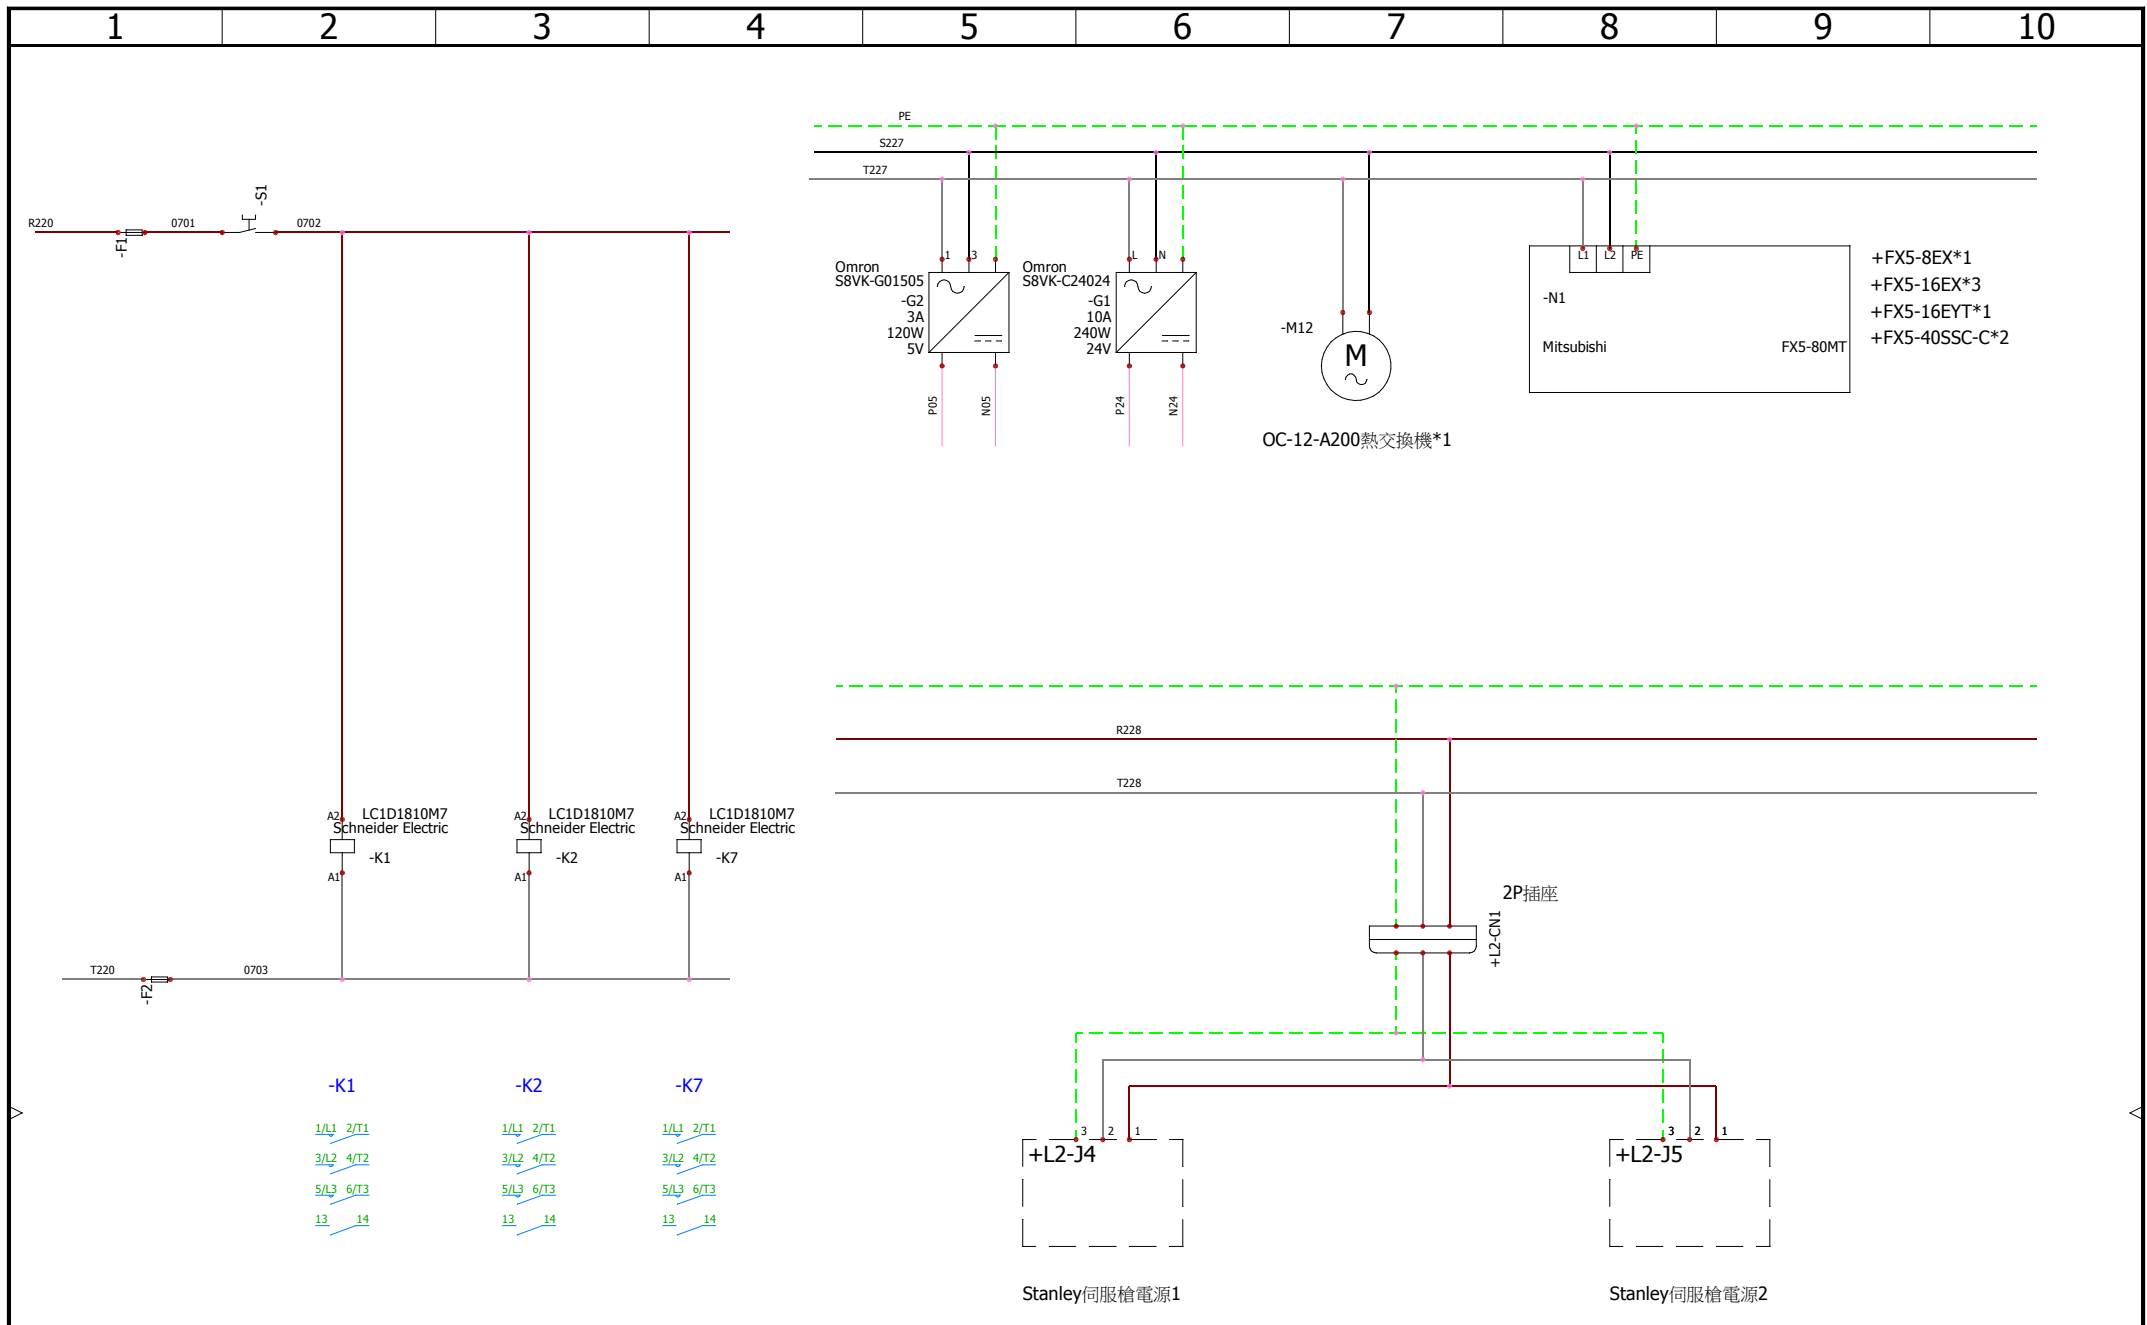 1 2 3 4 5 6 7 8 9 10
PE
S227
T227
-S1
R220
-F1
0701
0702
1 3
Omron
S8VK-G01505
-G2
3A
120W
5V
P05
N05
L N
Omron
S8VK-C24024
-G1
10A
240W
24V
P24
N24
-M12
M
OC-12-A200熱交換機*1
L1 L2 PE
-N1
Mitsubishi
FX5-80MT
+FX5-8EX*1
+FX5-16EX*3
+FX5-16EYT*1
+FX5-40SSC-C*2
R228
T228
A2 LC1D1810M7
Schneider Electric
-K1
A1
A2 LC1D1810M7
Schneider Electric
-K2
A1
A2 LC1D1810M7
Schneider Electric
-K7
A1
2P插座
+L2-CN1
T220
-F2
0703
-K1
1/L1 2/T1
3/L2 4/T2
5/L3 6/T3
13 14
-K2
1/L1 2/T1
3/L2 4/T2
5/L3 6/T3
13 14
-K7
1/L1 2/T1
3/L2 4/T2
5/L3 6/T3
13 14
3 2 1
+L2-J4
Stanley伺服槍電源1
3 2 1
+L2-J5
Stanley伺服槍電源2